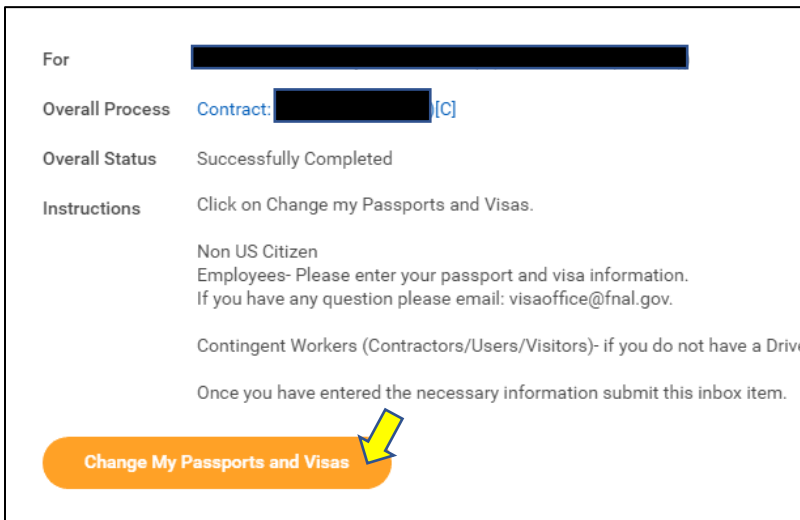 For
Overall Process Contract: [C]
Overall Status Successfully Completed
Instructions Click on Change my Passports and Visas.
Non US Citizen
Employees- Please enter your passport and visa information.
If you have any question please email: visaoffice@fnal.gov.
Contingent Workers (Contractors/Users/Visitors)- if you do not have a Drive
Once you have entered the necessary information submit this inbox item.
Change My Passports and Visas